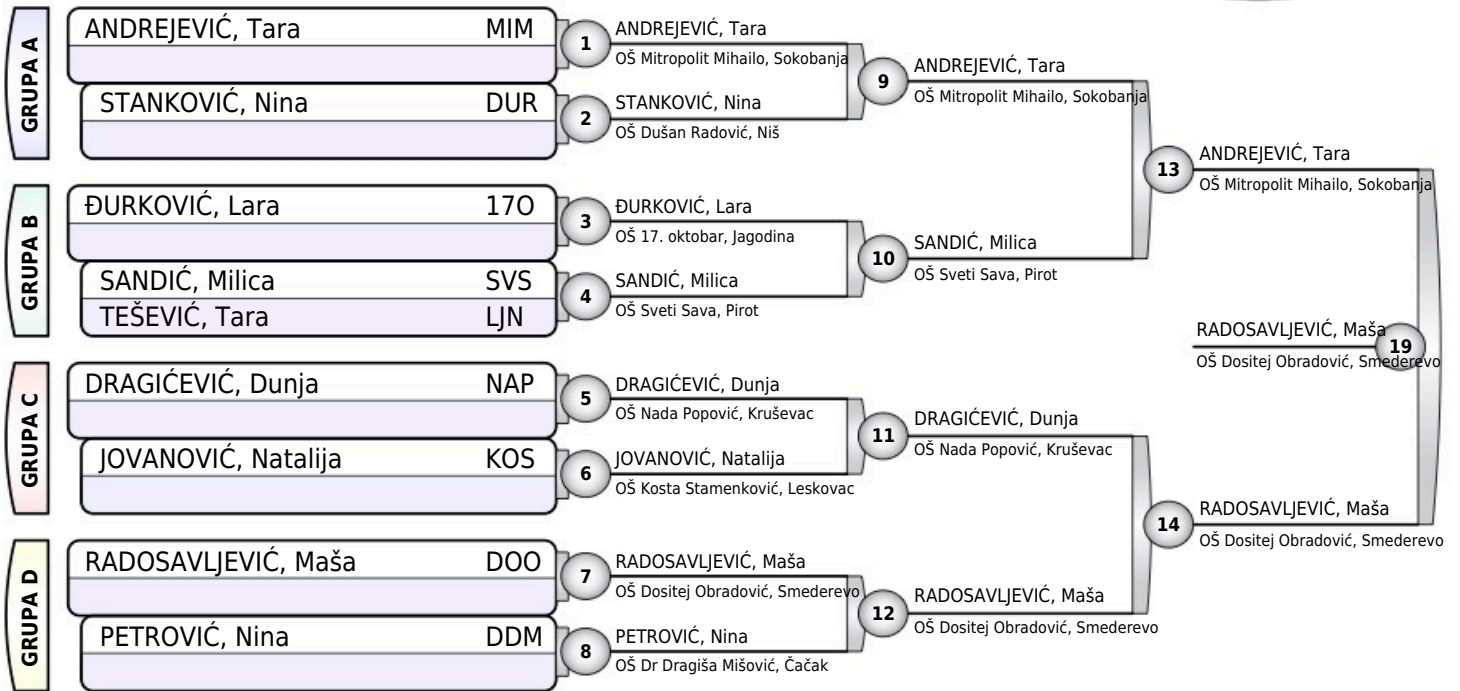 GRUPA A
ANDREJEVIĆ, Tara MIM
STANKOVIĆ, Nina DUR
GRUPA B
ĐURKOVIĆ, Lara 17O
SANDIĆ, Milica SVS
TEŠEVIĆ, Tara LJN
GRUPA C
DRAGIĆEVIĆ, Dunja NAP
JOVANOVIĆ, Natalija KOS
GRUPA D
RADOSAVLJEVIĆ, Maša DOO
PETROVIĆ, Nina DDM
1
ANDREJEVIĆ, Tara
OŠ Mitropolit Mihailo, Sokobanja
2
STANKOVIĆ, Nina
OŠ Dušan Radović, Niš
3
ĐURKOVIĆ, Lara
OŠ 17. oktobar, Jagodina
4
SANDIĆ, Milica
OŠ Sveti Sava, Pirot
5
DRAGIĆEVIĆ, Dunja
OŠ Nada Popović, Kruševac
6
JOVANOVIĆ, Natalija
OŠ Kosta Stamenković, Leskovac
7
RADOSAVLJEVIĆ, Maša
OŠ Dositej Obradović, Smederevo
8
PETROVIĆ, Nina
OŠ Dr Dragiša Mišović, Čačak
9
ANDREJEVIĆ, Tara
OŠ Mitropolit Mihailo, Sokobanja
10
SANDIĆ, Milica
OŠ Sveti Sava, Pirot
11
DRAGIĆEVIĆ, Dunja
OŠ Nada Popović, Kruševac
12
RADOSAVLJEVIĆ, Maša
OŠ Dositej Obradović, Smederevo
13
ANDREJEVIĆ, Tara
OŠ Mitropolit Mihailo, Sokobanja
14
RADOSAVLJEVIĆ, Maša
OŠ Dositej Obradović, Smederevo
RADOSAVLJEVIĆ, Maša
19
OŠ Dositej Obradović, Smederevo